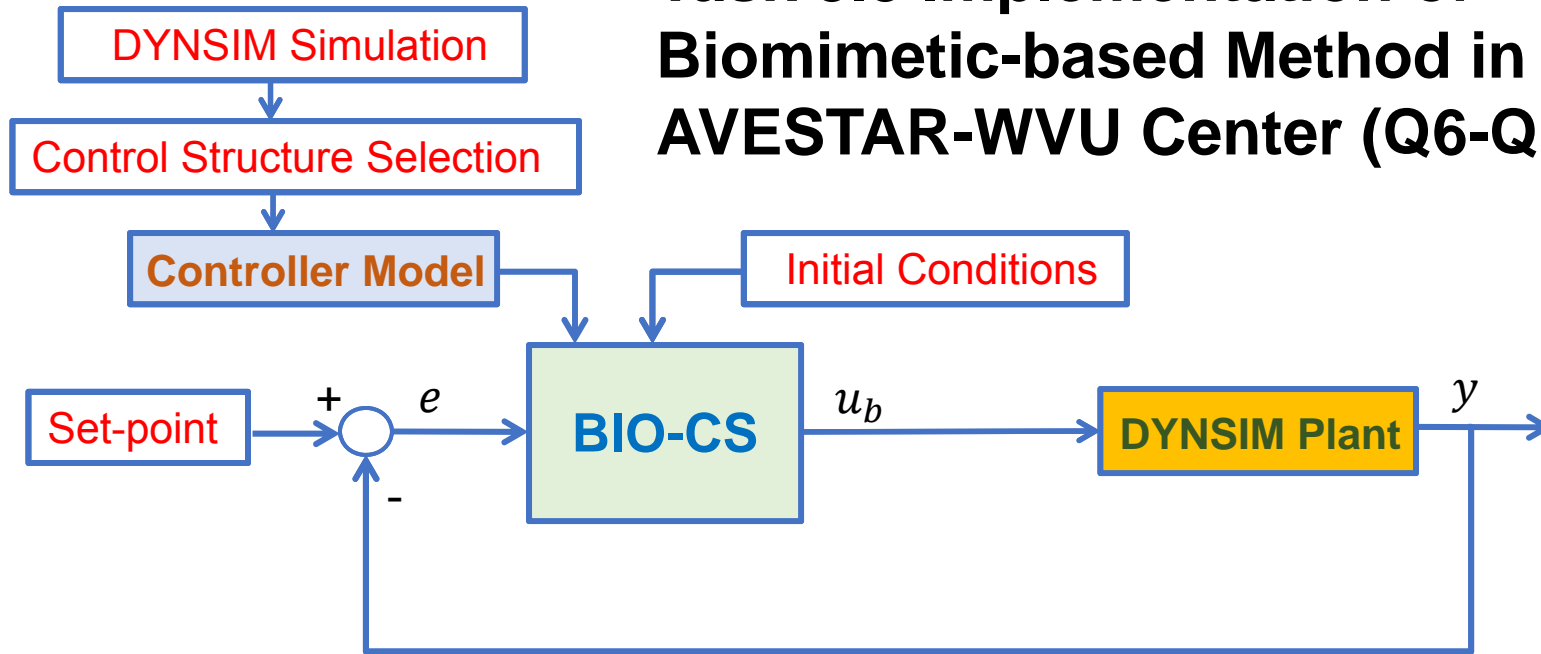 Biomimetic-based Method in
AVESTAR-WVU Center (Q6-Q
DYNSIM Simulation
Control Structure Selection
Controller Model
Initial Conditions
Set-point
+
e
-
BIO-CS
u_b
DYNSIM Plant
y